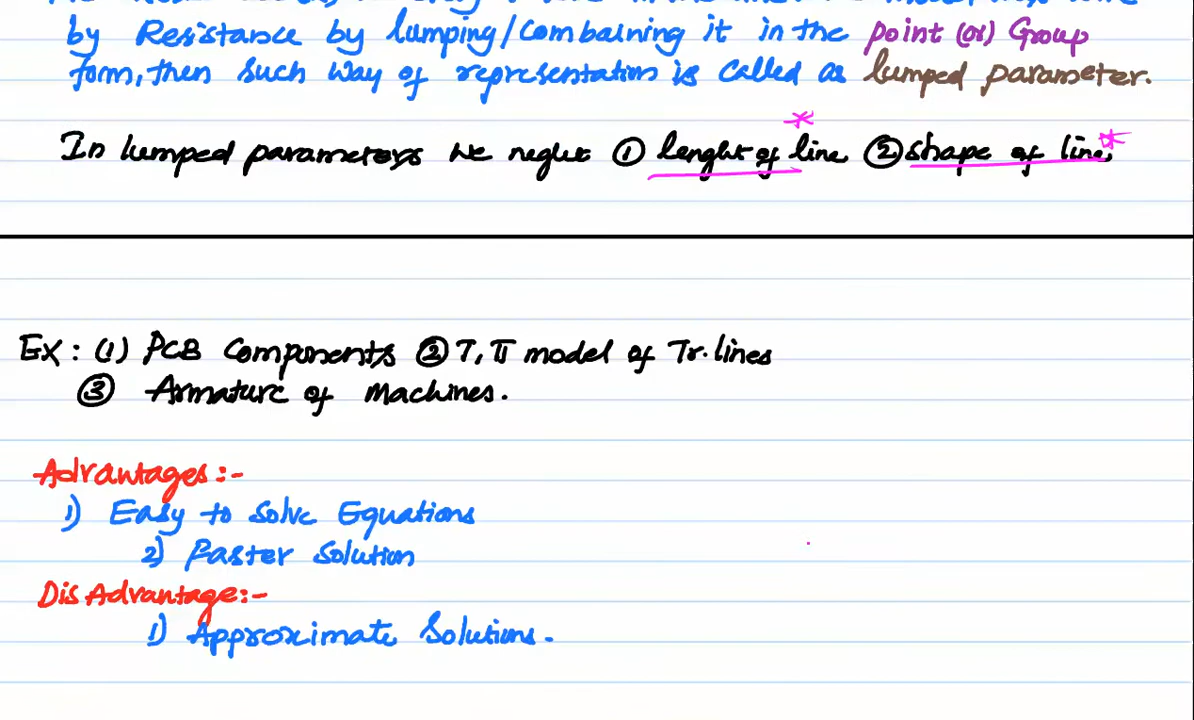 by Resistance by lumping/Combaining it in the point (or) Group
form, then such way of representation is called as lumped parameter.
In lumped parameters we neglet ① lenght of line ② shape of line
EX : (1) PCB Components ② T, π model of Tr. lines
③ Armature of Machines.
Advantages :-
1) Easy to solve Equations
2) Faster Solution
Dis Advantage :-
1) Approximate Solutions.